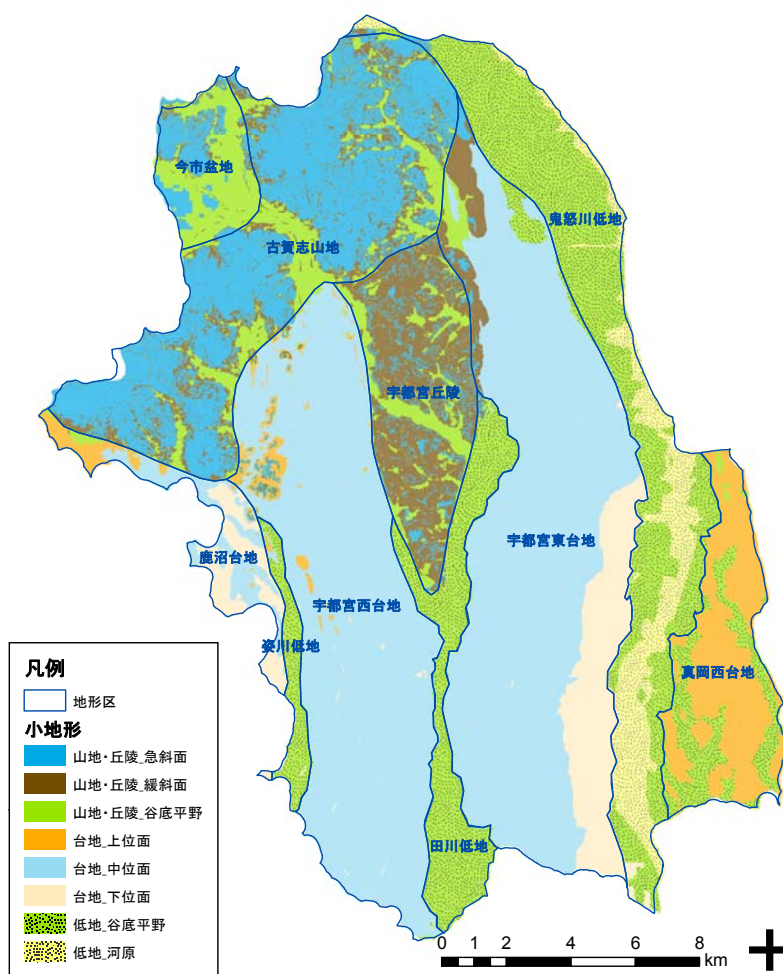 今市盆地
鬼怒川低地
古賀志山地
宇都宮丘陵
宇都宮東台地
鹿沼台地
宇都宮西台地
姿川低地
真岡西台地
田川低地
凡例
地形区
小地形
山地・丘陵_急斜面
山地・丘陵_緩斜面
山地・丘陵_谷底平野
台地_上位面
台地_中位面
台地_下位面
低地_谷底平野
低地_河原
0 1 2 4 6 8
km